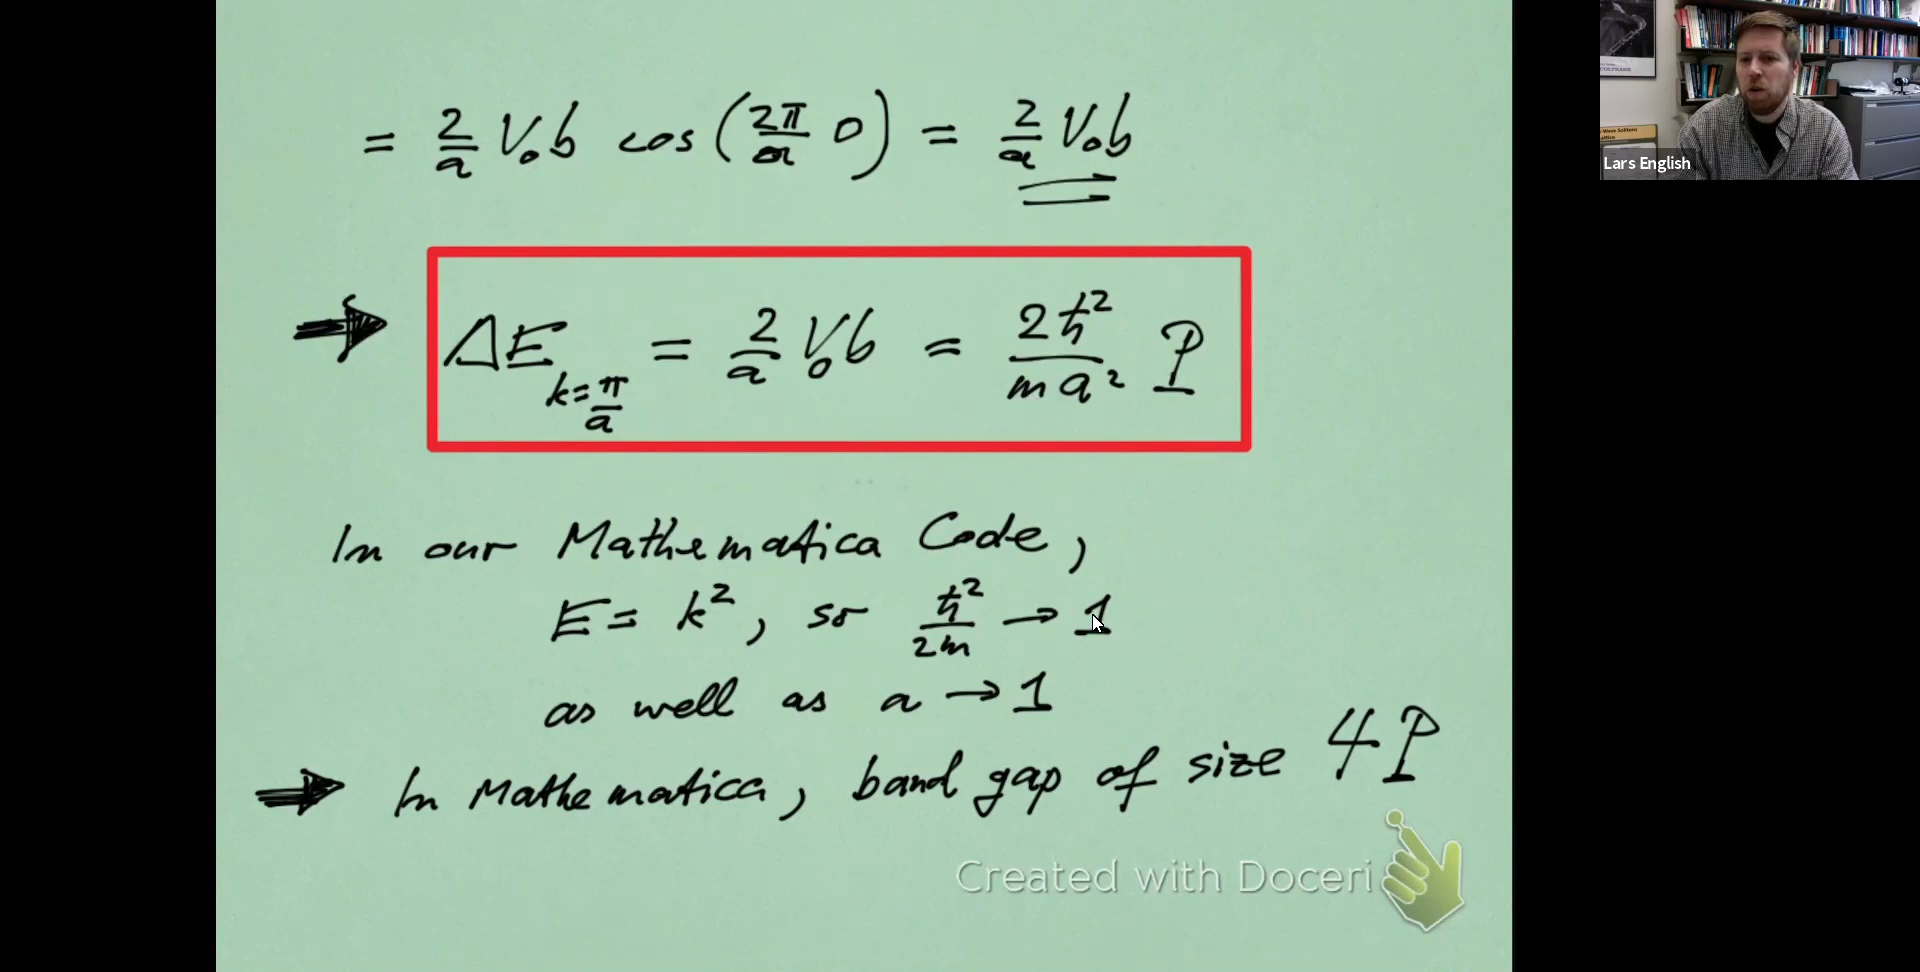 = 2/a V₀b cos(2π/a 0) = 2/a V₀b
⇒ ΔE k=π/a = 2/a V₀b = 2ħ²/ma² P
In our Mathematica Code,
E = k², so ħ²/2m → 1
as well as a → 1
⇒ In Mathematica, band gap of size 4P
Created with Doceri
Lars English